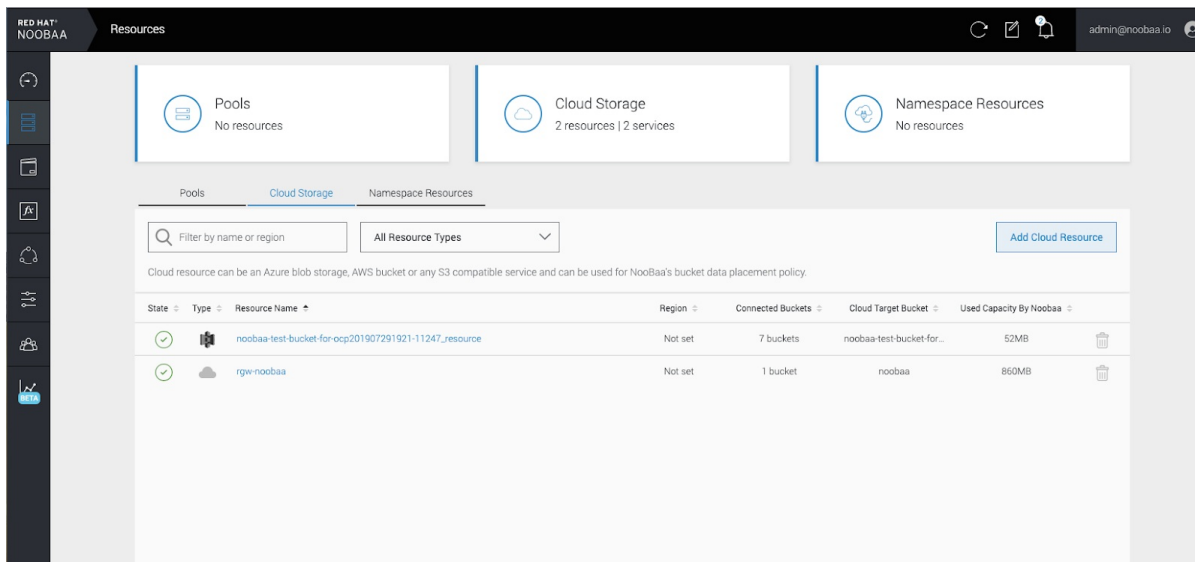 RED HAT®
NOOBAA
Resources
2
admin@noobaa.io
Pools
No resources
Cloud Storage
2 resources | 2 services
Namespace Resources
No resources
Pools Cloud Storage Namespace Resources
Filter by name or region All Resource Types Add Cloud Resource
Cloud resource can be an Azure blob storage, AWS bucket or any S3 compatible service and can be used for NooBaa's bucket data placement policy.
State Type Resource Name Region Connected Buckets Cloud Target Bucket Used Capacity By Noobaa
noobaa-test-bucket-for-ocp201907291921-11247_resource Not set 7 buckets noobaa-test-bucket-for... 52MB
rgw-noobaa Not set 1 bucket noobaa 860MB
fx
BETA